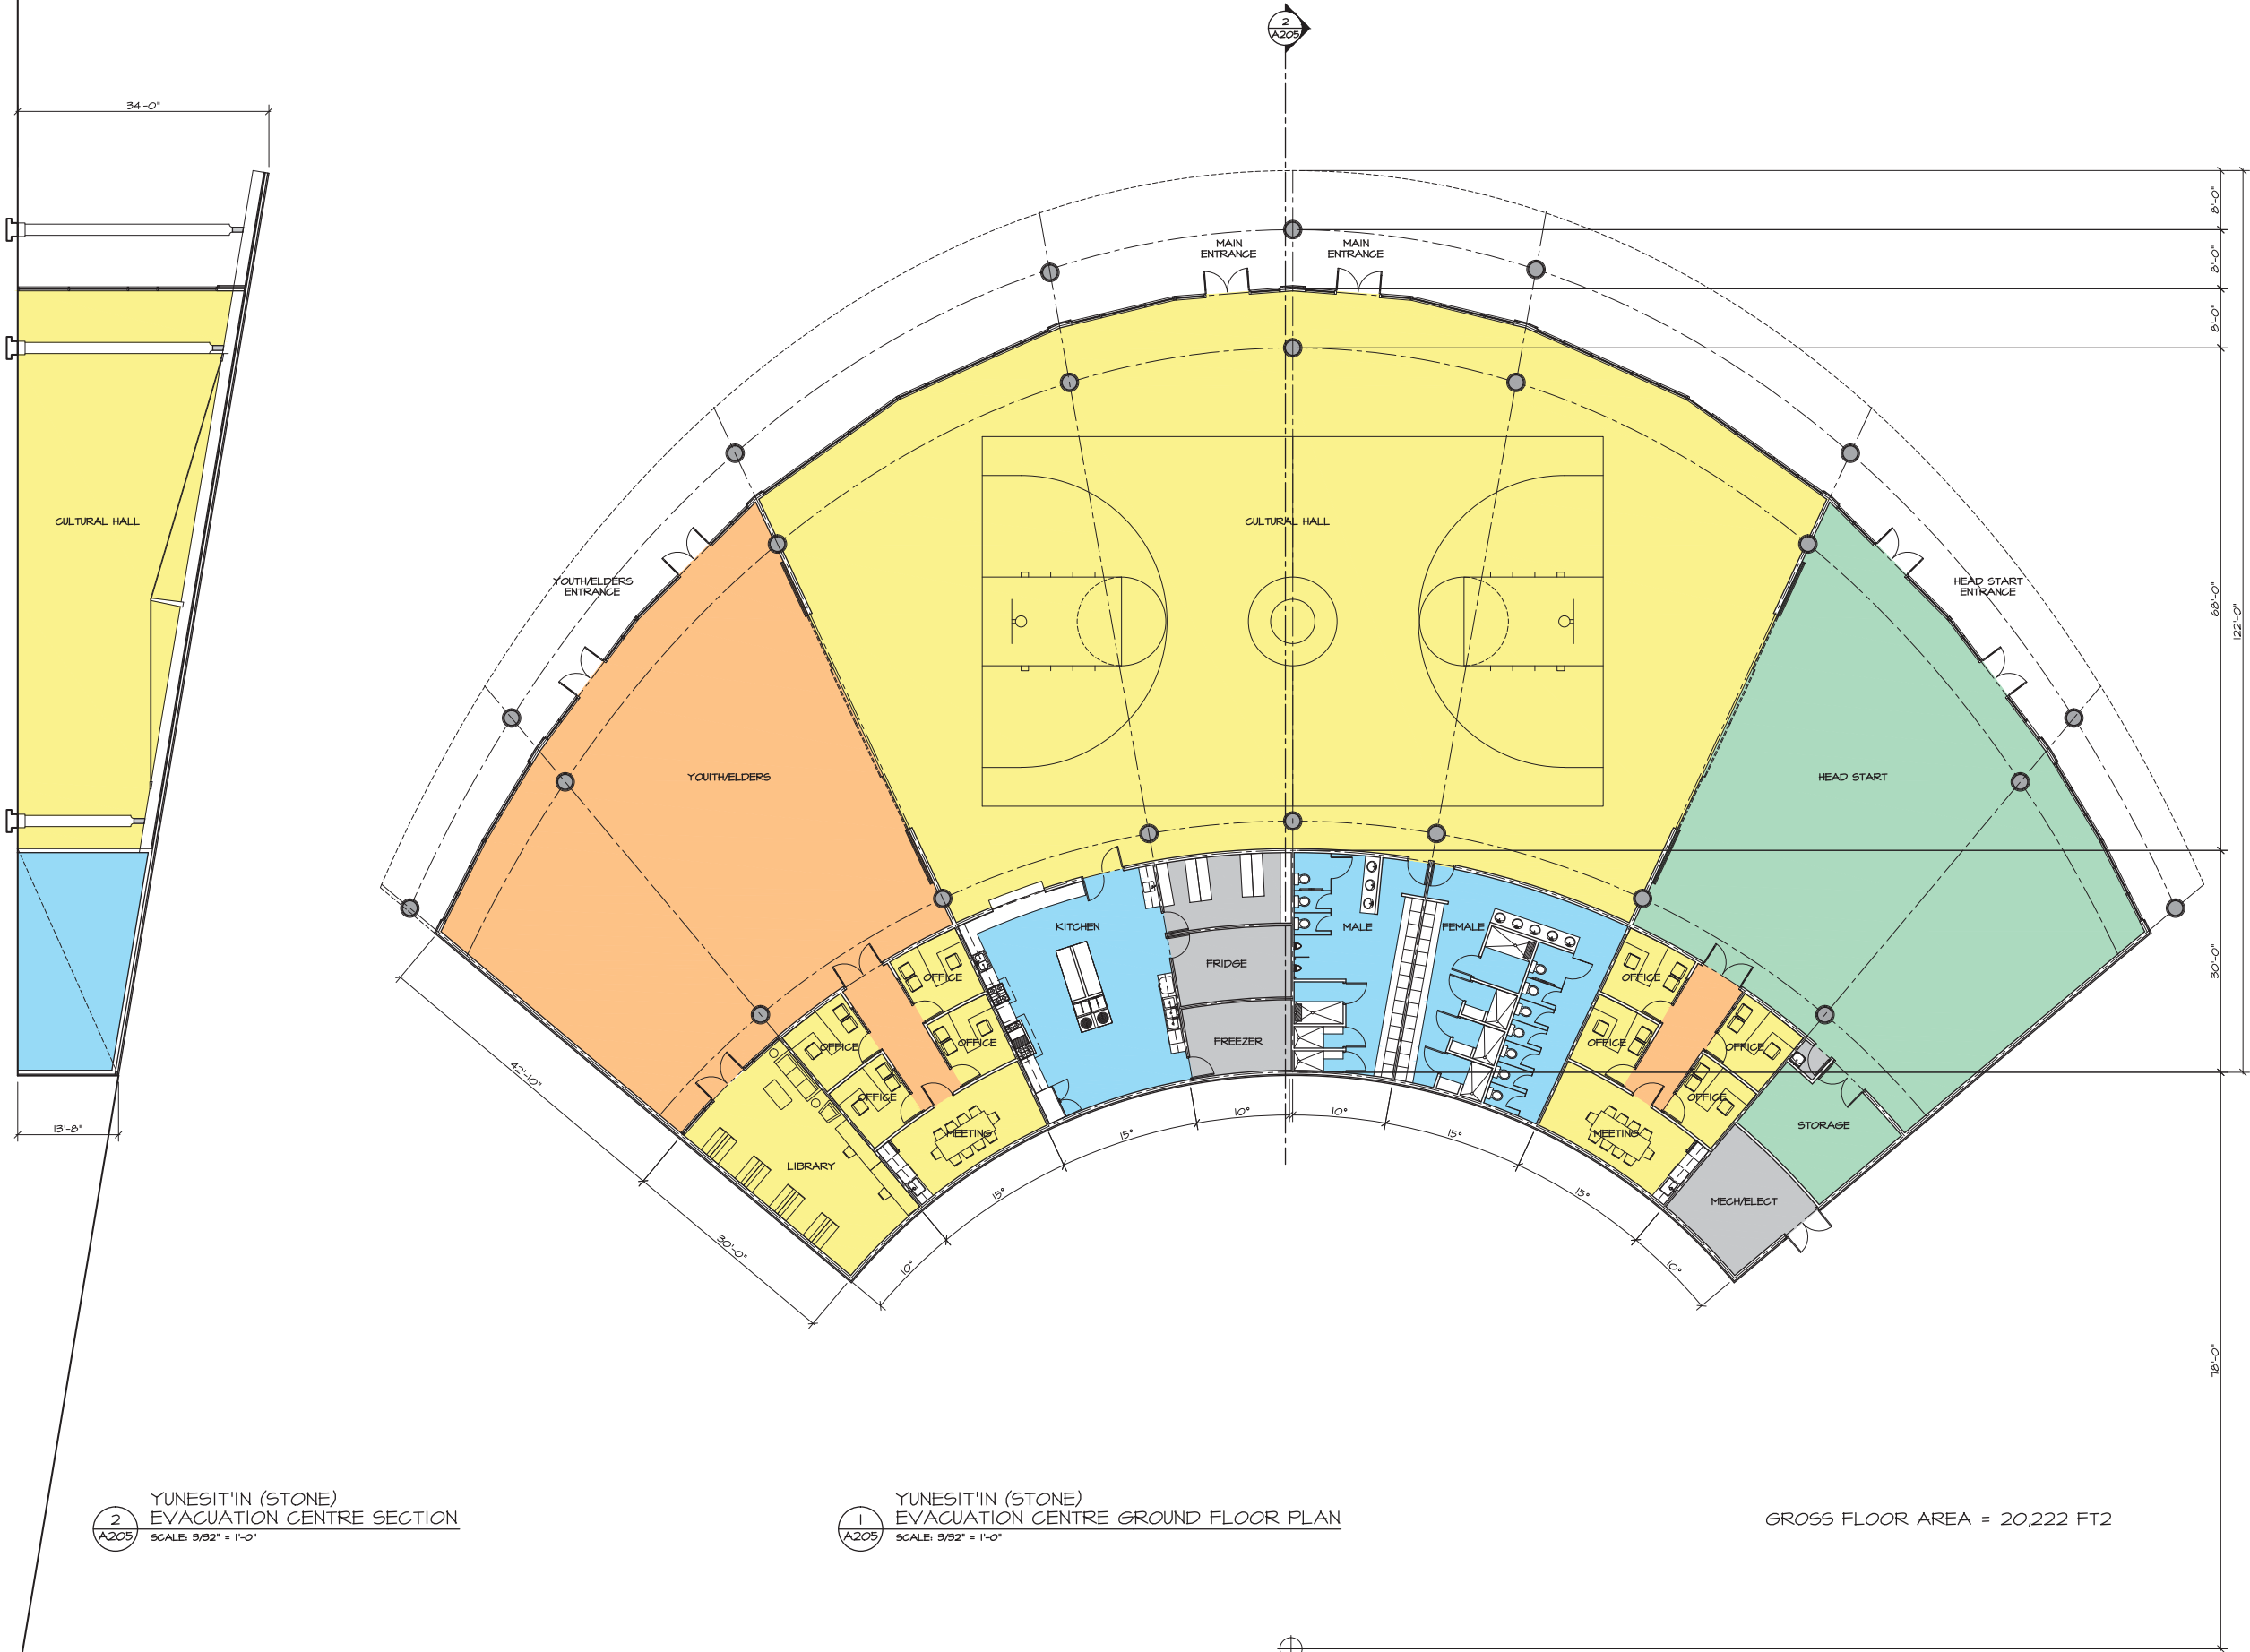 2
A205
34'-0"
8'-0"
MAIN
ENTRANCE
MAIN
ENTRANCE
8'-0"
8'-0"
CULTURAL HALL
CULTURAL HALL
YOUTH/ELDERS
ENTRANCE
HEAD START
ENTRANCE
68'-0"
122'-0"
YOUITH/ELDERS
HEAD START
KITCHEN
MALE
FEMALE
FRIDGE
30'-0"
OFFICE
OFFICE
OFFICE
OFFICE
FREEZER
OFFICE
OFFICE
42'-10"
OFFICE
OFFICE
10°
10°
13'-8"
15°
15°
MEETING
MEETING
STORAGE
LIBRARY
15°
15°
MECH/ELECT
30'-0"
10°
10°
78'-0"
2
A205
YUNESIT'IN (STONE)
EVACUATION CENTRE SECTION
SCALE: 3/32" = 1'-0"
1
A205
YUNESIT'IN (STONE)
EVACUATION CENTRE GROUND FLOOR PLAN
SCALE: 3/32" = 1'-0"
GROSS FLOOR AREA = 20,222 FT2